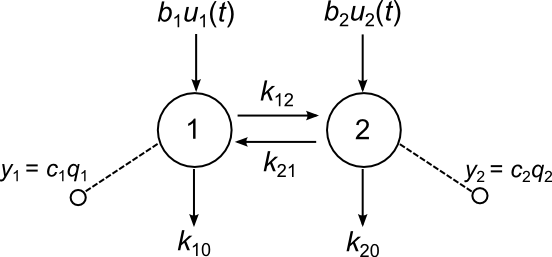 b₁u₁(t) b₂u₂(t)
k₁₂
1 2
k₂₁
y₁ = c₁q₁ y₂ = c₂q₂
k₁₀ k₂₀